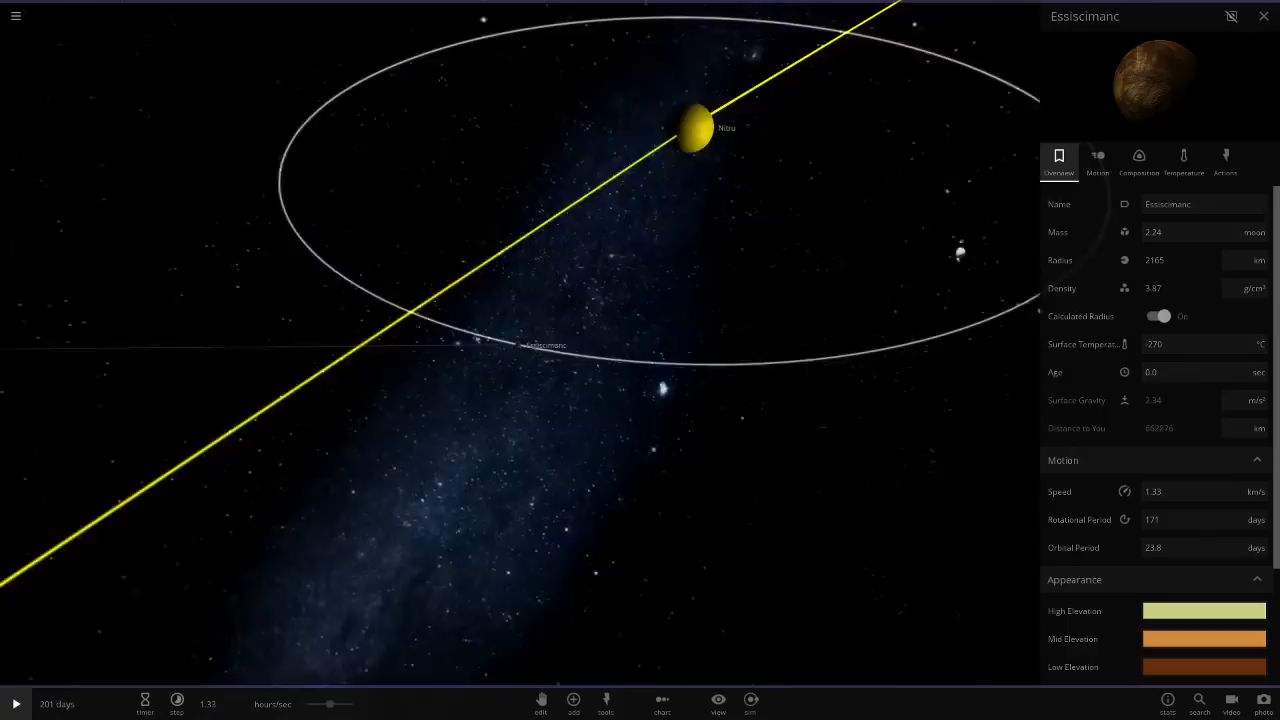 Essiscimanc
Nitru
Essiscimanc
Overview Motion Composition Temperature Actions
Name Essiscimanc
Mass 2.24 moon
Radius 2165 km
Density 3.87 g/cm³
Calculated Radius On
Surface Temperat... -270 °C
Age 0.0 sec
Surface Gravity 2.34 m/s²
Distance to You 662876 km
Motion
Speed 1.33 km/s
Rotational Period 171 days
Orbital Period 23.8 days
Appearance
High Elevation
Mid Elevation
Low Elevation
201 days timer step 1.33 hours/sec edit add tools chart view sim stats search video photo